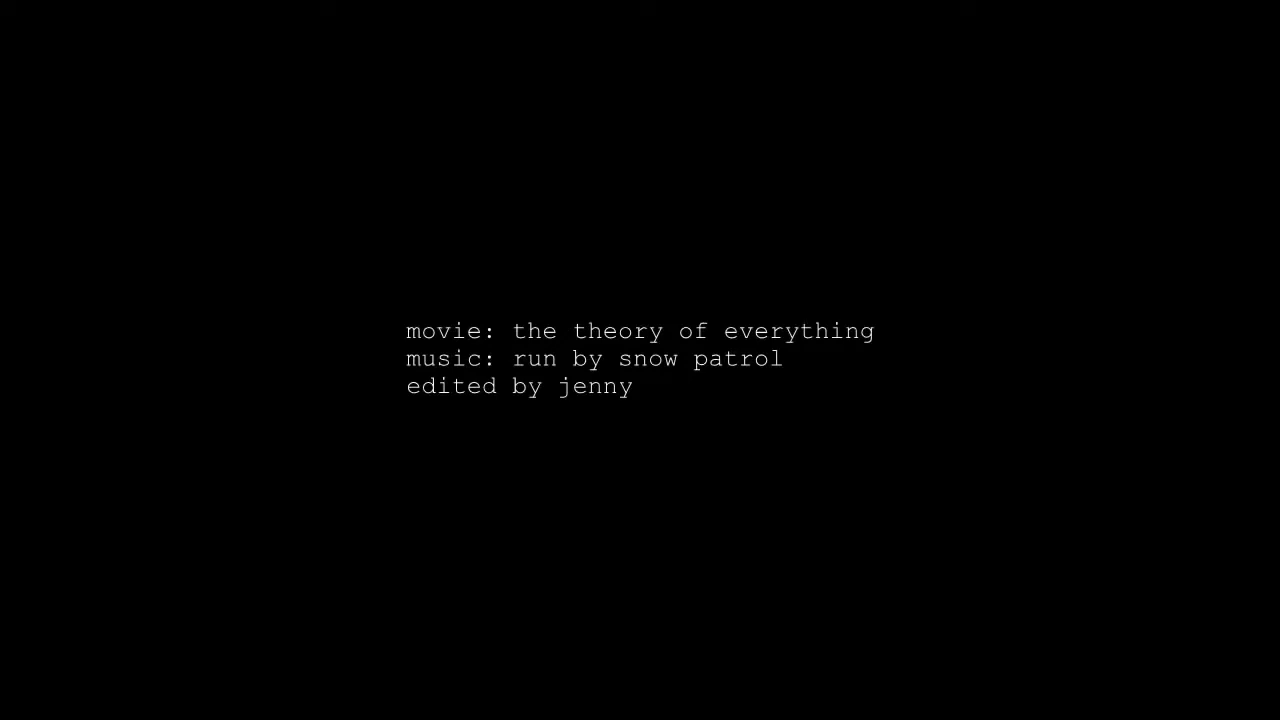 movie: the theory of everything
music: run by snow patrol
edited by jenny